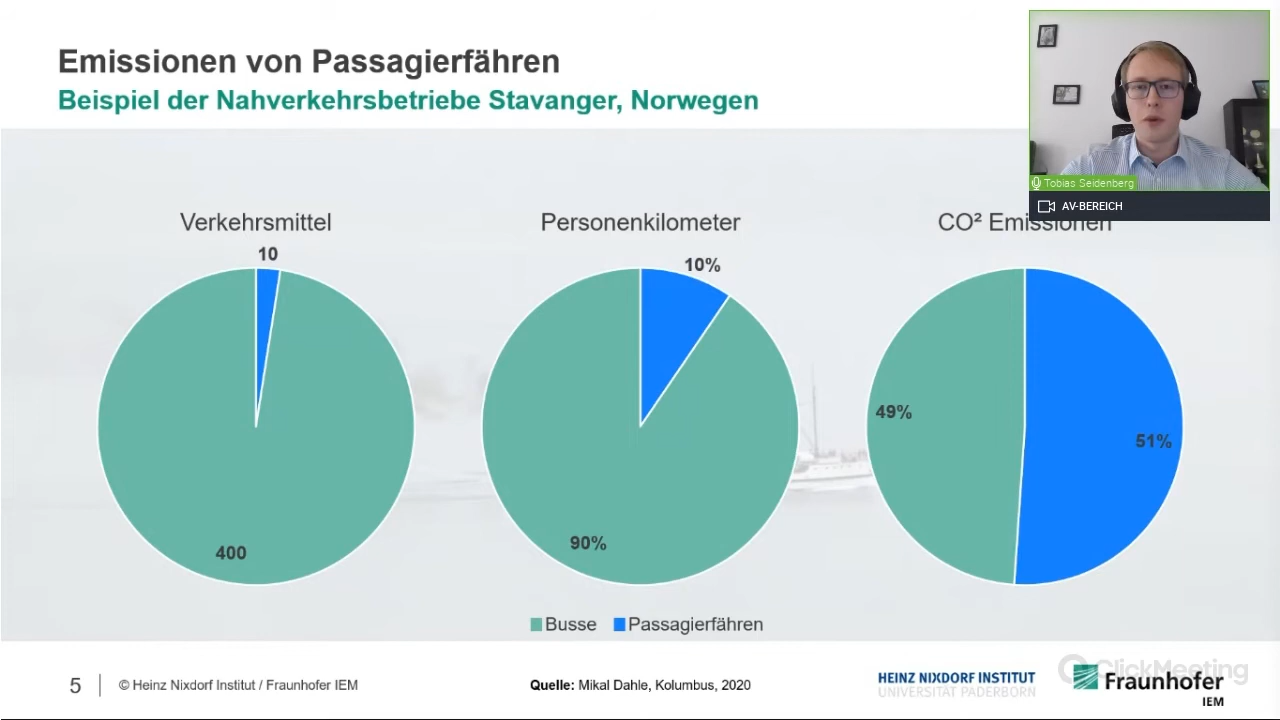 Emissionen von Passagierfähren
Beispiel der Nahverkehrsbetriebe Stavanger, Norwegen
Tobias Seidenberg
AV-BEREICH
Verkehrsmittel
Personenkilometer
CO² Emissionen
10
400
10%
90%
49%
51%
Busse
Passagierfähren
5
© Heinz Nixdorf Institut / Fraunhofer IEM
Quelle: Mikal Dahle, Kolumbus, 2020
HEINZ NIXDORF INSTITUT
UNIVERSITÄT PADERBORN
ClickMeeting
Fraunhofer
IEM